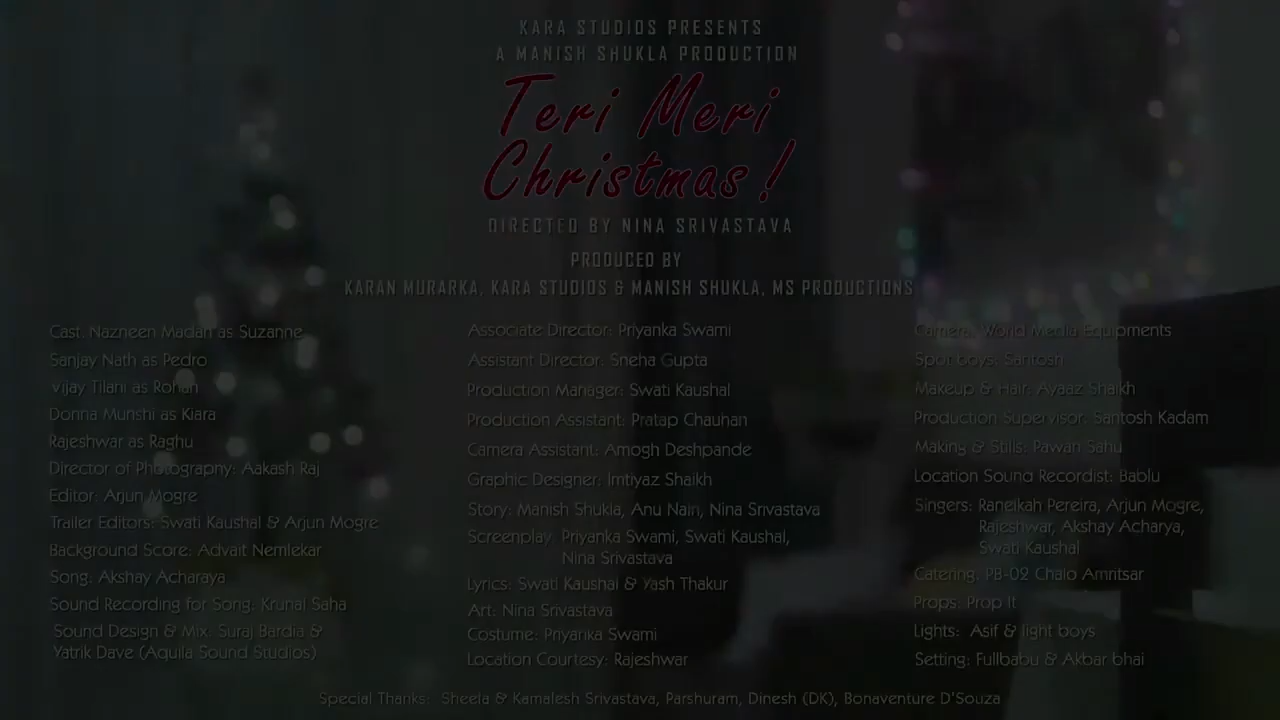 KARA STUDIOS PRESENTS
A MANISH SHUKLA PRODUCTION
Teri Meri
Christmas!
DIRECTED BY NINA SRIVASTAVA
PRODUCED BY
KARAN MURARKA, KARA STUDIOS & MANISH SHUKLA, MS PRODUCTIONS
Cast: Nazneen Madan as Suzanne
Sanjay Nath as Pedro
Vijay Tilani as Rohan
Donna Munshi as Kiara
Rajeshwar as Raghu
Director of Photography: Aakash Raj
Editor: Arjun Mogre
Trailer Editors: Swati Kaushal & Arjun Mogre
Background Score: Advait Nemlekar
Song: Akshay Acharaya
Sound Recording for Song: Krunal Saha
Sound Design & Mix: Suraj Bardia &
Yatrik Dave (Aquila Sound Studios)
Associate Director: Priyanka Swami
Assistant Director: Sneha Gupta
Production Manager: Swati Kaushal
Production Assistant: Pratap Chauhan
Camera Assistant: Amogh Deshpande
Graphic Designer: Imtiyaz Shaikh
Story: Manish Shukla, Anu Nain, Nina Srivastava
Screenplay: Priyanka Swami, Swati Kaushal,
Nina Srivastava
Lyrics: Swati Kaushal & Yash Thakur
Art: Nina Srivastava
Costume: Priyanka Swami
Location Courtesy: Rajeshwar
Camera: World Media Equipments
Spot boys: Santosh
Makeup & Hair: Ayaaz Shaikh
Production Supervisor: Santosh Kadam
Making & Stills: Pawan Sahu
Location Sound Recordist: Bablu
Singers: Raneikah Pereira, Arjun Mogre,
Rajeshwar, Akshay Acharya,
Swati Kaushal
Catering: PB-02 Chalo Amritsar
Props: Prop It
Lights: Asif & light boys
Setting: Fullbabu & Akbar bhai
Special Thanks: Sheela & Kamalesh Srivastava, Parshuram, Dinesh (DK), Bonaventure D'Souza